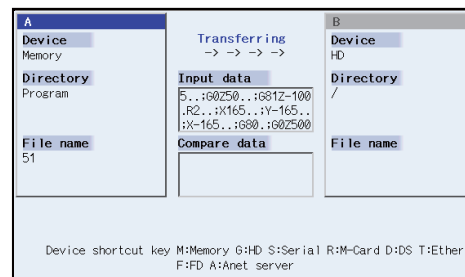 A
Device
Memory
Directory
Program
File name
51
Transferring
-> -> -> ->
Input data
5..;G0Z50..;G81Z-100
.R2..;X165..;Y-165..
;X-165..;G80.;G0Z500
Compare data
B
Device
HD
Directory
/
File name
Device shortcut key M:Memory G:HD S:Serial R:M-Card D:DS T:Ether
F:FD A:Anet server